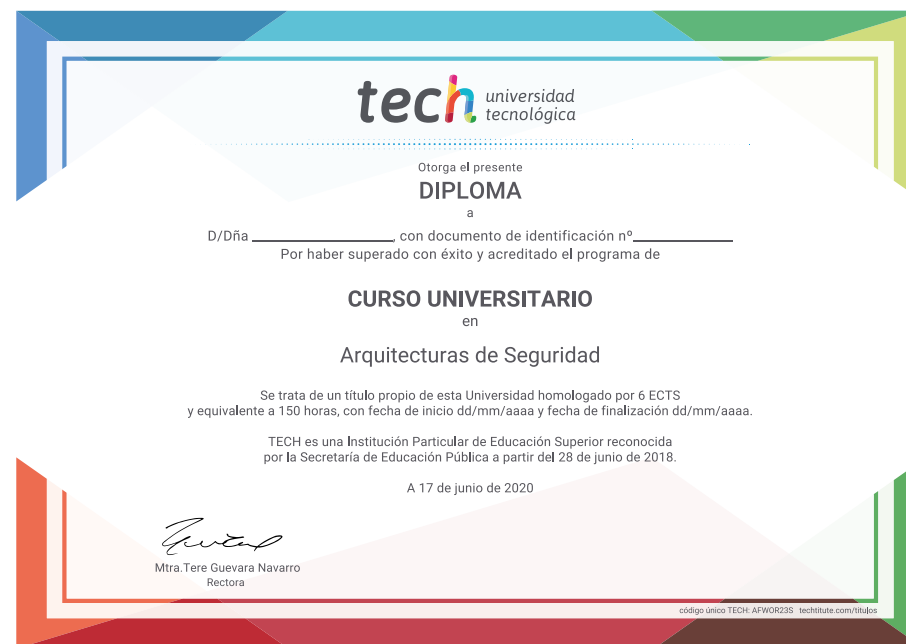 tech universidad
tecnológica
Otorga el presente
DIPLOMA
a
D/Dña ____________________, con documento de identificación nº______________
Por haber superado con éxito y acreditado el programa de
CURSO UNIVERSITARIO
en
Arquitecturas de Seguridad
Se trata de un título propio de esta Universidad homologado por 6 ECTS
y equivalente a 150 horas, con fecha de inicio dd/mm/aaaa y fecha de finalización dd/mm/aaaa.
TECH es una Institución Particular de Educación Superior reconocida
por la Secretaría de Educación Pública a partir del 28 de junio de 2018.
A 17 de junio de 2020
Mtra.Tere Guevara Navarro
Rectora
código único TECH: AFWOR23S techtitute.com/titulos